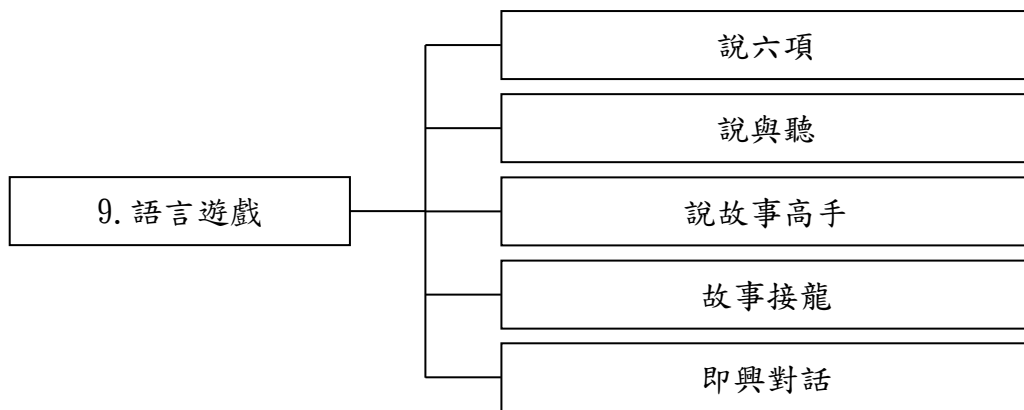 說六項
說與聽
9.語言遊戲
說故事高手
故事接龍
即興對話